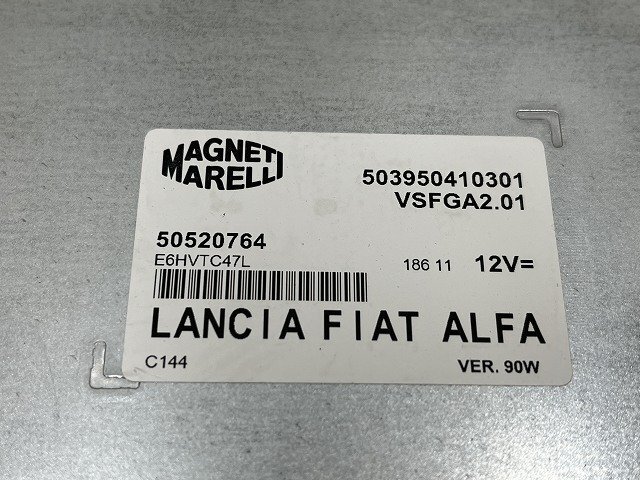 MAGNETI
MARELLI
503950410301
VSFGA2.01
50520764
E6HVTC47L
186 11 12V=
LANCIA FIAT ALFA
C144
VER. 90W